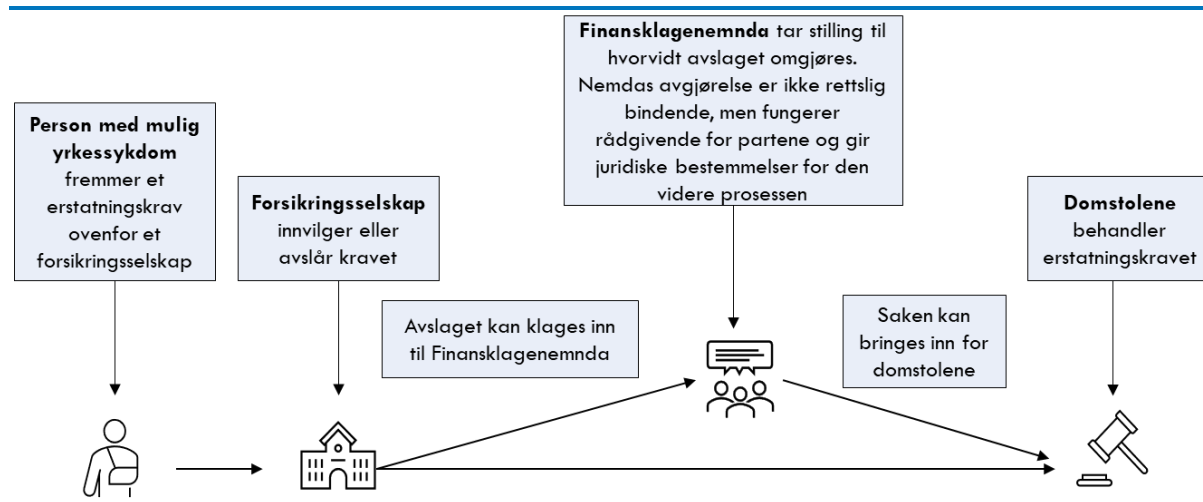 Person med mulig
yrkessykdom
fremmer et
erstatningskrav
ovenfor et
forsikringsselskap
Forsikringsselskap
innvilger eller
avslår kravet
Avslaget kan klages inn
til Finansklagenemnda
Finansklagenemnda tar stilling til
hvorvidt avslaget omgjøres.
Nemdas avgjørelse er ikke rettslig
bindende, men fungerer
rådgivende for partene og gir
juridiske bestemmelser for den
videre prosessen
Saken kan
bringes inn for
domstolene
Domstolene
behandler
erstatningskravet